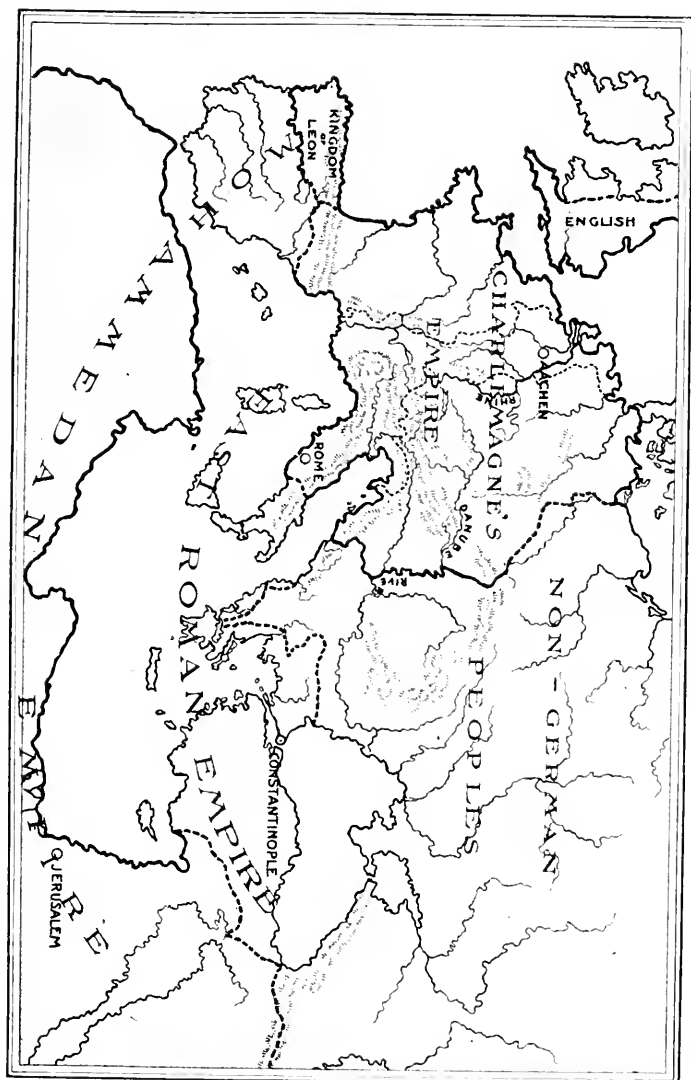 ENGLISH
KINGDOM
OF
LEON
CHARLEMAGNE'S
EMPIRE
AACHEN
DANUBE
NON-GERMAN
PEOPLES
ROME
EAST ROMAN EMPIRE
CONSTANTINOPLE
MOHAMMEDAN EMPIRE
JERUSALEM